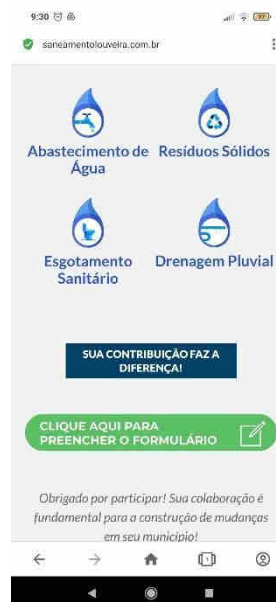 9:30
saneamentolouveira.com.br
Abastecimento de Água
Resíduos Sólidos
Esgotamento Sanitário
Drenagem Pluvial
SUA CONTRIBUIÇÃO FAZ A
DIFERENÇA!
CLIQUE AQUI PARA
PREENCHER O FORMULÁRIO
Obrigado por participar! Sua colaboração é
fundamental para a construção de mudanças
em seu município!